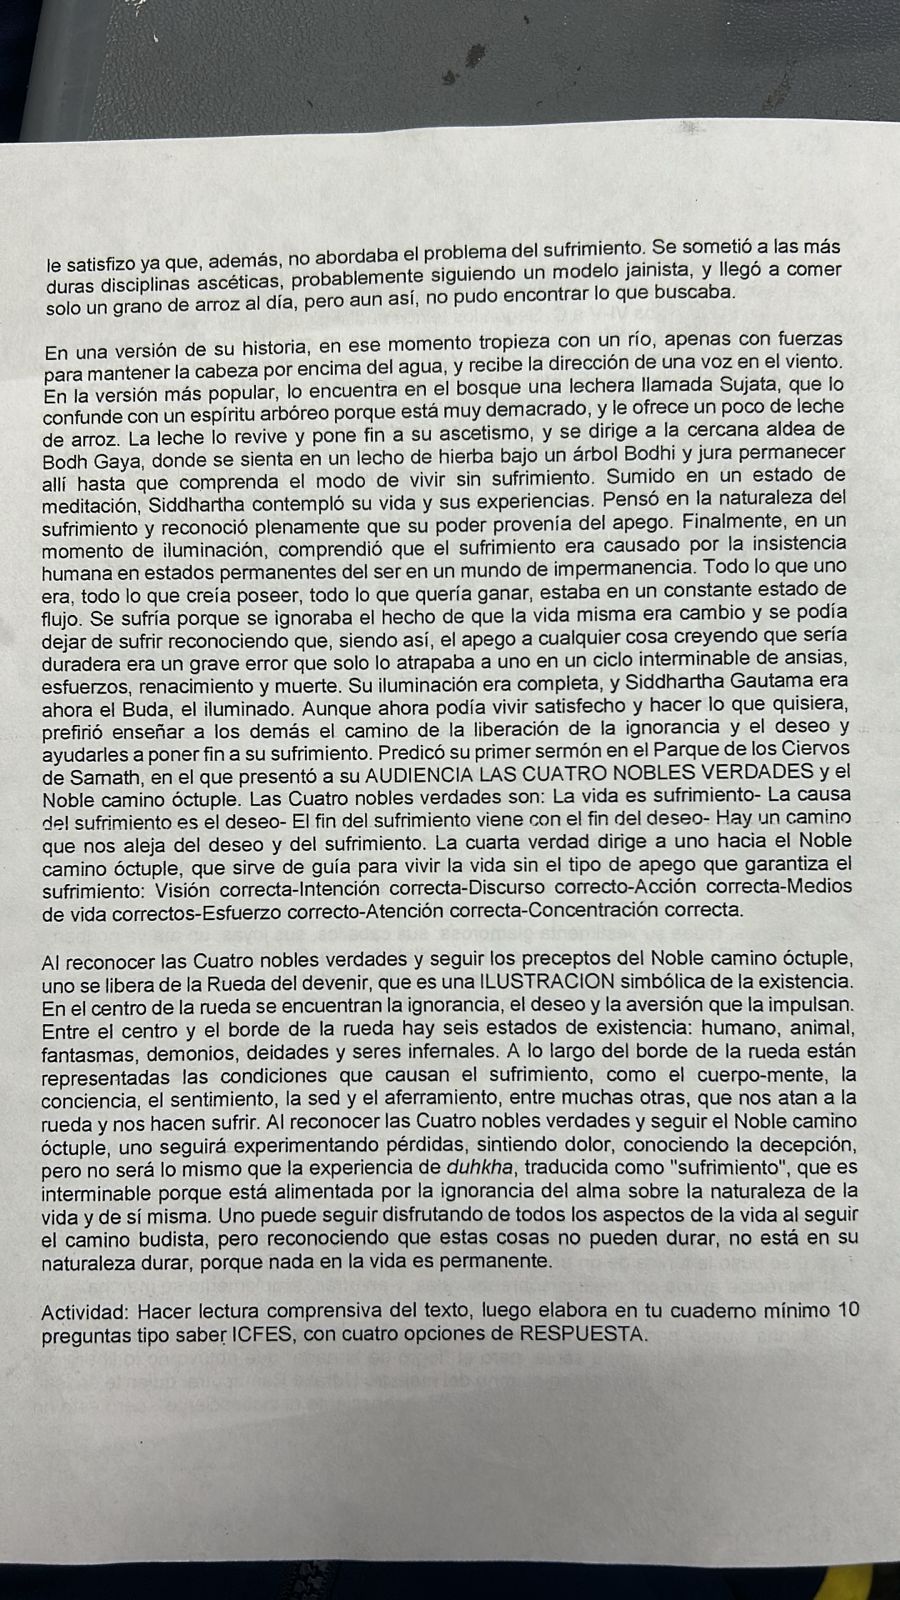 le satisfizo ya que, además, no abordaba el problema del sufrimiento. Se sometió a las más
duras disciplinas ascéticas, probablemente siguiendo un modelo jainista, y llegó a comer
solo un grano de arroz al día, pero aun así, no pudo encontrar lo que buscaba.
En una versión de su historia, en ese momento tropieza con un río, apenas con fuerzas
para mantener la cabeza por encima del agua, y recibe la dirección de una voz en el viento.
En la versión más popular, lo encuentra en el bosque una lechera llamada Sujata, que lo
confunde con un espíritu arbóreo porque está muy demacrado, y le ofrece un poco de leche
de arroz. La leche lo revive y pone fin a su ascetismo, y se dirige a la cercana aldea de
Bodh Gaya, donde se sienta en un lecho de hierba bajo un árbol Bodhi y jura permanecer
allí hasta que comprenda el modo de vivir sin sufrimiento. Sumido en un estado de
meditación, Siddhartha contempló su vida y sus experiencias. Pensó en la naturaleza del
sufrimiento y reconoció plenamente que su poder provenía del apego. Finalmente, en un
momento de iluminación, comprendió que el sufrimiento era causado por la insistencia
humana en estados permanentes del ser en un mundo de impermanencia. Todo lo que uno
era, todo lo que creía poseer, todo lo que quería ganar, estaba en un constante estado de
flujo. Se sufría porque se ignoraba el hecho de que la vida misma era cambio y se podía
dejar de sufrir reconociendo que, siendo así, el apego a cualquier cosa creyendo que sería
duradera era un grave error que solo lo atrapaba a uno en un ciclo interminable de ansias,
esfuerzos, renacimiento y muerte. Su iluminación era completa, y Siddhartha Gautama era
ahora el Buda, el iluminado. Aunque ahora podía vivir satisfecho y hacer lo que quisiera,
prefirió enseñar a los demás el camino de la liberación de la ignorancia y el deseo y
ayudarles a poner fin a su sufrimiento. Predicó su primer sermón en el Parque de los Ciervos
de Sarnath, en el que presentó a su AUDIENCIA LAS CUATRO NOBLES VERDADES y el
Noble camino óctuple. Las Cuatro nobles verdades son: La vida es sufrimiento- La causa
del sufrimiento es el deseo- El fin del sufrimiento viene con el fin del deseo- Hay un camino
que nos aleja del deseo y del sufrimiento. La cuarta verdad dirige a uno hacia el Noble
camino óctuple, que sirve de guía para vivir la vida sin el tipo de apego que garantiza el
sufrimiento: Visión correcta-Intención correcta-Discurso correcto-Acción correcta-Medios
de vida correctos-Esfuerzo correcto-Atención correcta-Concentración correcta.
Al reconocer las Cuatro nobles verdades y seguir los preceptos del Noble camino óctuple,
uno se libera de la Rueda del devenir, que es una ILUSTRACION simbólica de la existencia.
En el centro de la rueda se encuentran la ignorancia, el deseo y la aversión que la impulsan.
Entre el centro y el borde de la rueda hay seis estados de existencia: humano, animal,
fantasmas, demonios, deidades y seres infernales. A lo largo del borde de la rueda están
representadas las condiciones que causan el sufrimiento, como el cuerpo-mente, la
conciencia, el sentimiento, la sed y el aferramiento, entre muchas otras, que nos atan a la
rueda y nos hacen sufrir. Al reconocer las Cuatro nobles verdades y seguir el Noble camino
óctuple, uno seguirá experimentando pérdidas, sintiendo dolor, conociendo la decepción,
pero no será lo mismo que la experiencia de duhkha, traducida como "sufrimiento", que es
interminable porque está alimentada por la ignorancia del alma sobre la naturaleza de la
vida y de sí misma. Uno puede seguir disfrutando de todos los aspectos de la vida al seguir
el camino budista, pero reconociendo que estas cosas no pueden durar, no está en su
naturaleza durar, porque nada en la vida es permanente.
Actividad: Hacer lectura comprensiva del texto, luego elabora en tu cuaderno mínimo 10
preguntas tipo saber ICFES, con cuatro opciones de RESPUESTA.